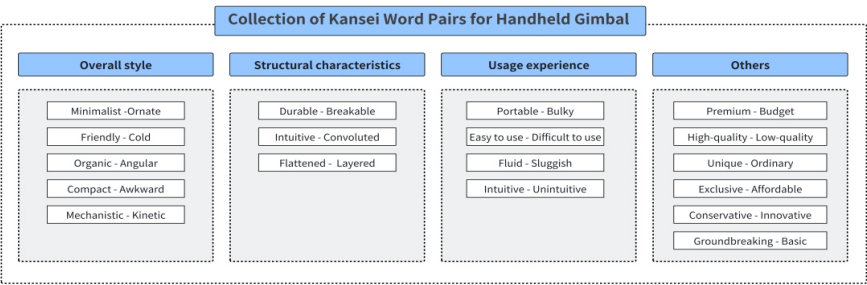 Collection of Kansei Word Pairs for Handheld Gimbal
Overall style
Minimalist -Ornate
Friendly - Cold
Organic - Angular
Compact - Awkward
Mechanistic - Kinetic
Structural characteristics
Durable - Breakable
Intuitive - Convoluted
Flattened - Layered
Usage experience
Portable - Bulky
Easy to use - Difficult to use
Fluid - Sluggish
Intuitive - Unintuitive
Others
Premium - Budget
High-quality - Low-quality
Unique - Ordinary
Exclusive - Affordable
Conservative - Innovative
Groundbreaking - Basic